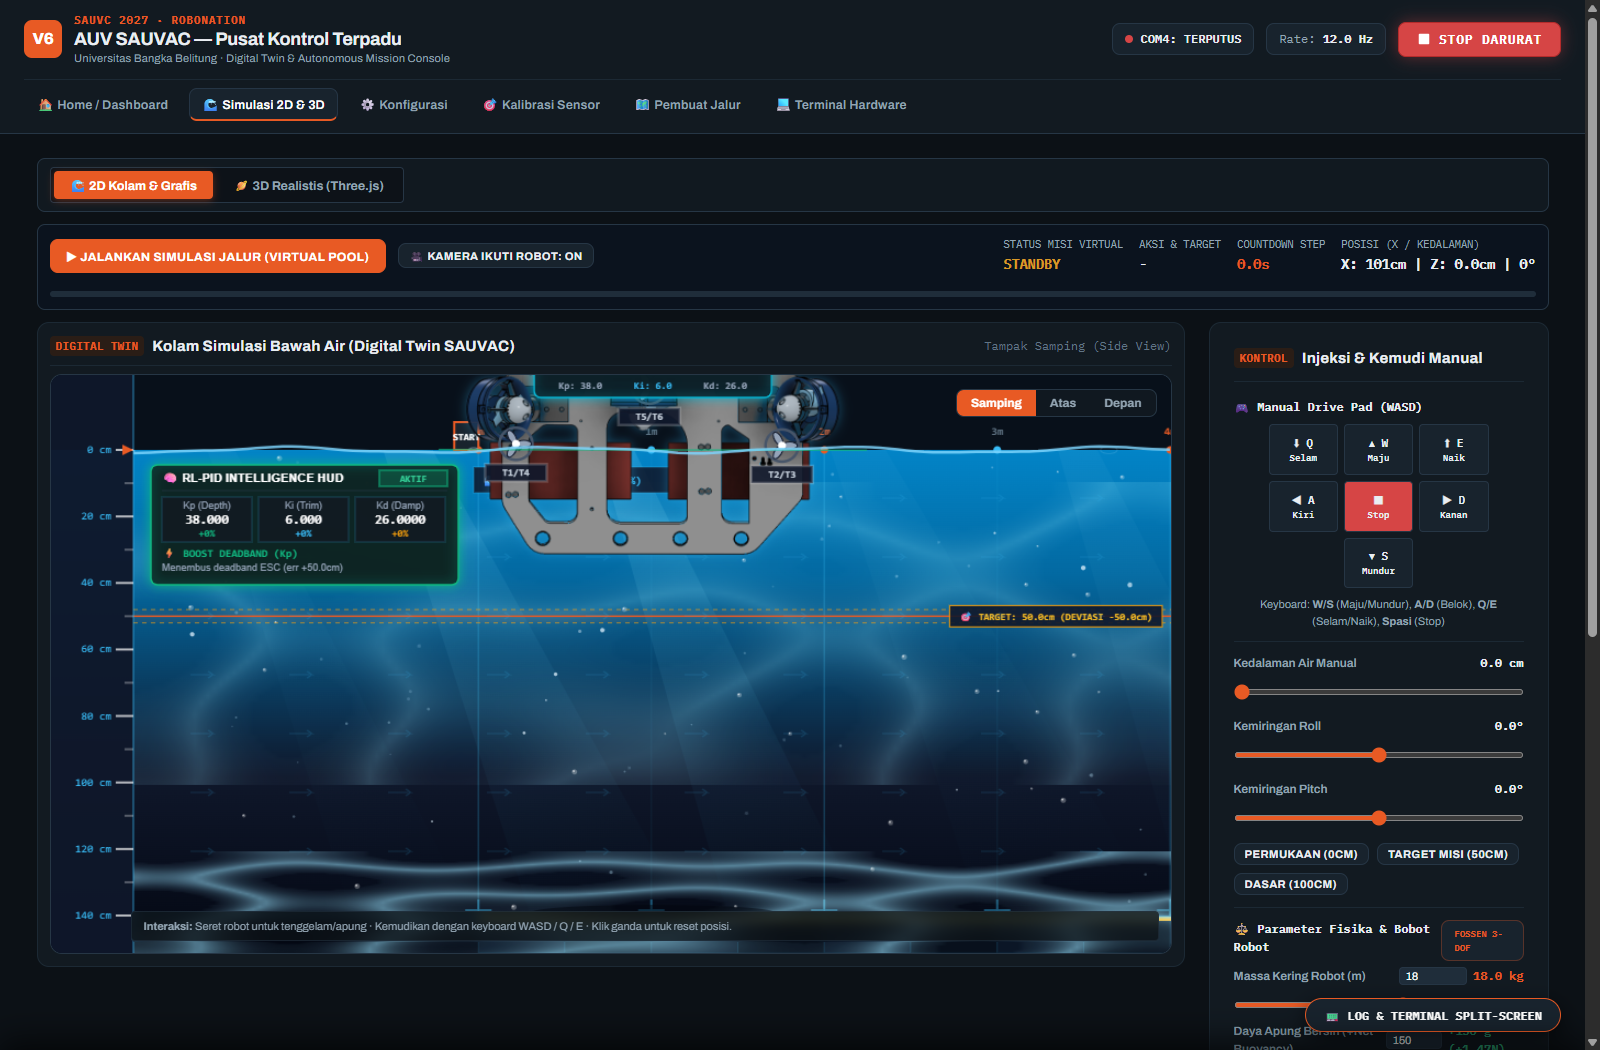 V6
SAUVC 2027 · ROBONATION
AUV SAUVAC — Pusat Kontrol Terpadu
Universitas Bangka Belitung · Digital Twin & Autonomous Mission Console
COM4: TERPUTUS
Rate: 12.0 Hz
STOP DARURAT
Home / Dashboard
Simulasi 2D & 3D
Konfigurasi
Kalibrasi Sensor
Pembuat Jalur
Terminal Hardware
2D Kolam & Grafis
3D Realistis (Three.js)
▶ JALANKAN SIMULASI JALUR (VIRTUAL POOL)
KAMERA IKUTI ROBOT: ON
STATUS MISI VIRTUAL
STANDBY
AKSI & TARGET
-
COUNTDOWN STEP
0.0s
POSISI (X / KEDALAMAN)
X: 101cm | Z: 0.0cm | 0°
DIGITAL TWIN
Kolam Simulasi Bawah Air (Digital Twin SAUVAC)
Tampak Samping (Side View)
Kp: 38.0 Ki: 6.0 Kd: 26.0
Samping
Atas
Depan
T5/T6
1m
3m
START
T1/T4
T2/T3
0 cm
20 cm
40 cm
60 cm
80 cm
100 cm
120 cm
140 cm
RL-PID INTELLIGENCE HUD
AKTIF
Kp (Depth)
38.000
+0%
Ki (Trim)
6.000
+0%
Kd (Damp)
26.0000
+0%
BOOST DEADBAND (Kp)
Menembus deadband ESC (err +50.0cm)
TARGET: 50.0cm (DEVIASI -50.0cm)
Interaksi: Seret robot untuk tenggelam/apung · Kemudikan dengan keyboard WASD / Q / E · Klik ganda untuk reset posisi.
KONTROL
Injeksi & Kemudi Manual
Manual Drive Pad (WASD)
⬇ Q
Selam
▲ W
Maju
⬆ E
Naik
◀ A
Kiri
■
Stop
▶ D
Kanan
▼ S
Mundur
Keyboard: W/S (Maju/Mundur), A/D (Belok), Q/E
(Selam/Naik), Spasi (Stop)
Kedalaman Air Manual
0.0 cm
Kemiringan Roll
0.0°
Kemiringan Pitch
0.0°
PERMUKAAN (0CM)
TARGET MISI (50CM)
DASAR (100CM)
Parameter Fisika & Bobot
Robot
FOSSEN 3-
DOF
Massa Kering Robot (m)
18
18.0 kg
LOG & TERMINAL SPLIT-SCREEN
Daya Apung Bersih (+Net
150